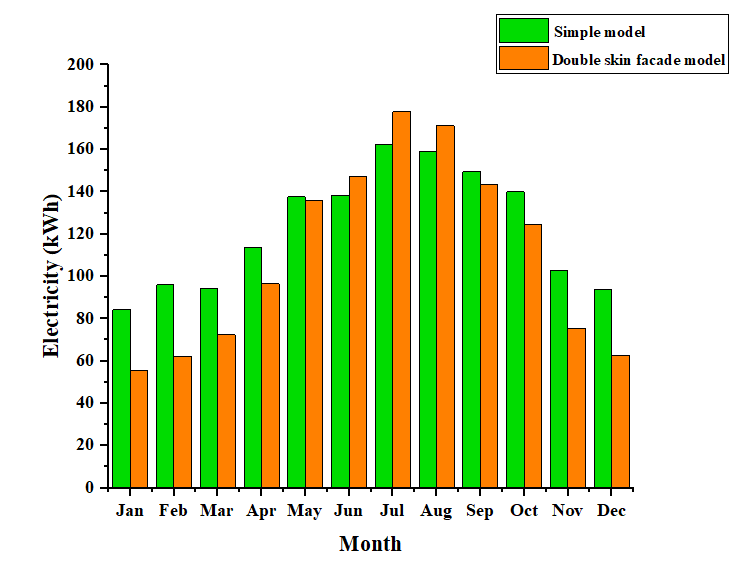 Simple model
Double skin facade model
200
180
160
140
120
100
80
60
40
20
0
Electricity (kWh)
Jan Feb Mar Apr May Jun Jul Aug Sep Oct Nov Dec
Month